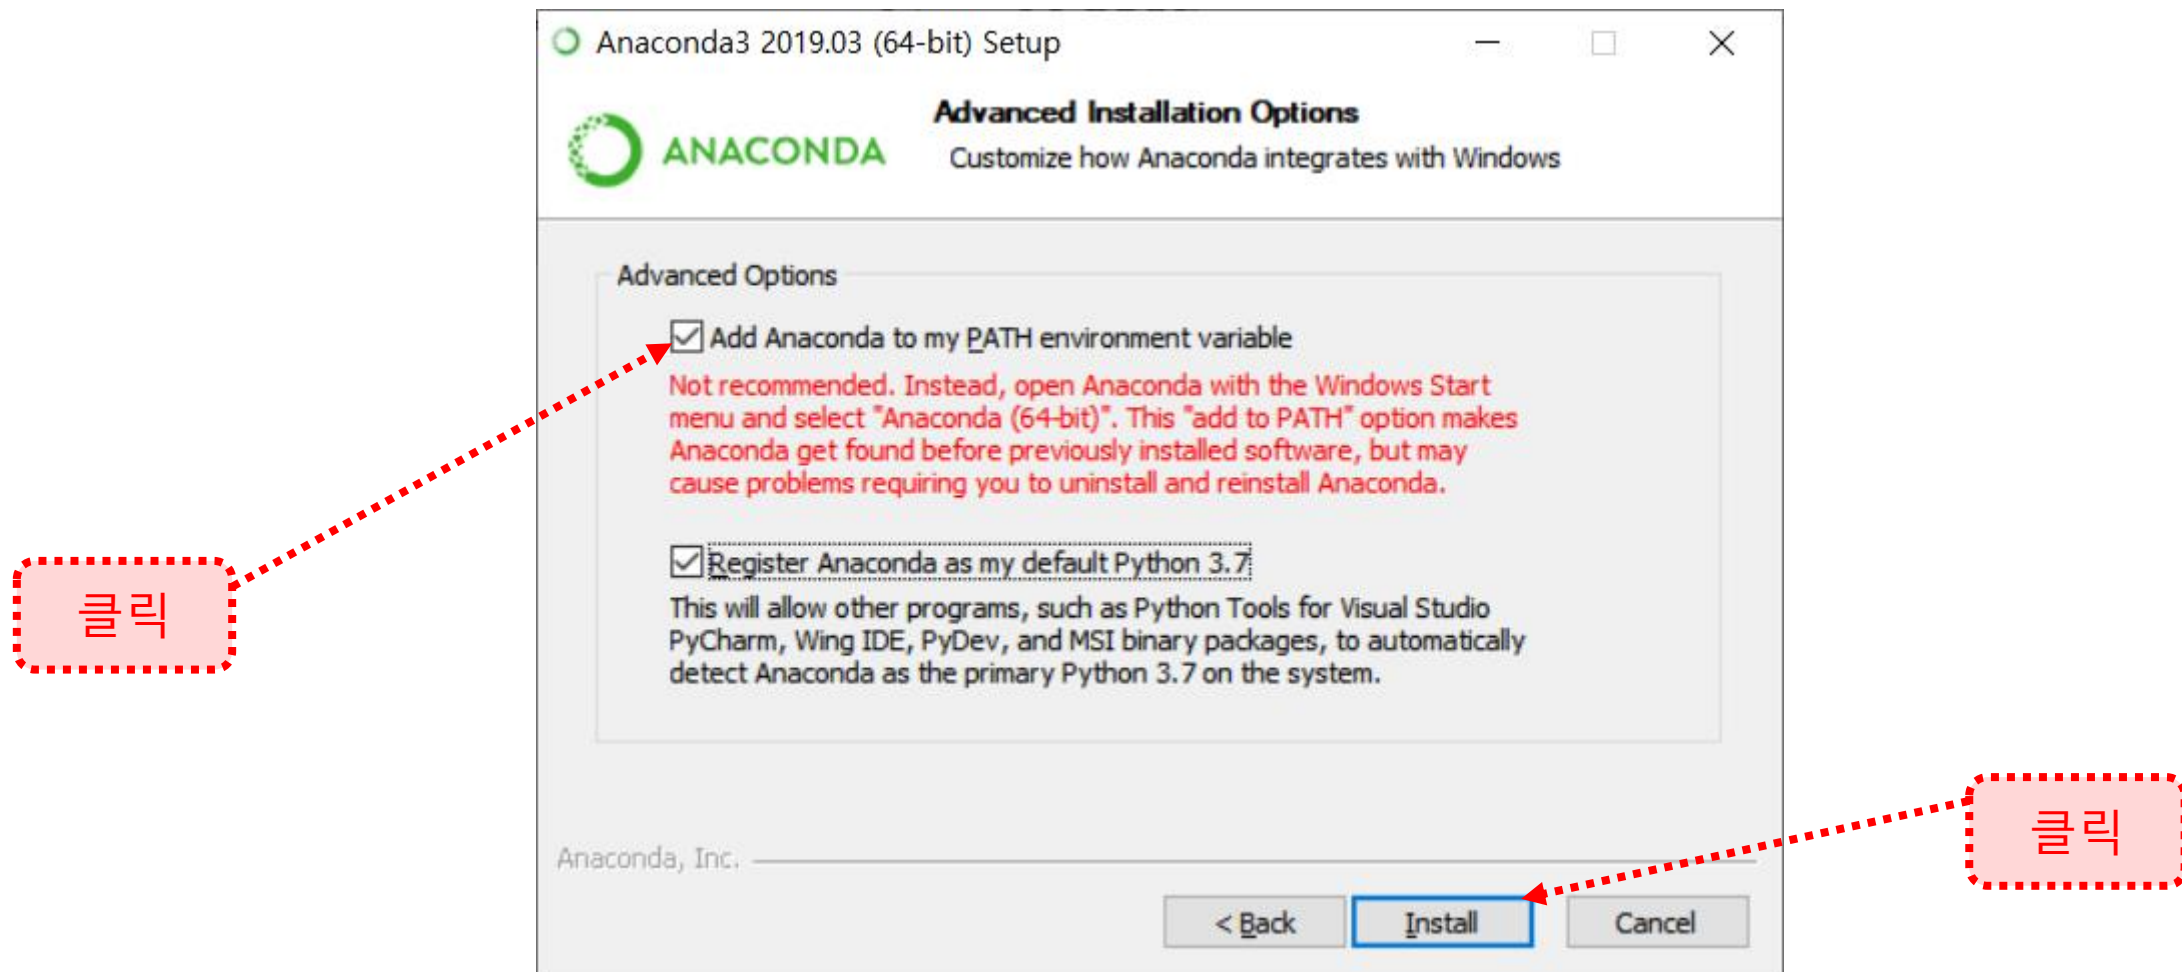 Anaconda3 2019.03 (64-bit) Setup
ANACONDA
Advanced Installation Options
Customize how Anaconda integrates with Windows
Advanced Options
Add Anaconda to my PATH environment variable
Not recommended. Instead, open Anaconda with the Windows Start
menu and select "Anaconda (64-bit)". This "add to PATH" option makes
Anaconda get found before previously installed software, but may
cause problems requiring you to uninstall and reinstall Anaconda.
클릭
Register Anaconda as my default Python 3.7
This will allow other programs, such as Python Tools for Visual Studio
PyCharm, Wing IDE, PyDev, and MSI binary packages, to automatically
detect Anaconda as the primary Python 3.7 on the system.
클릭
Anaconda, Inc.
< Back
Install
Cancel